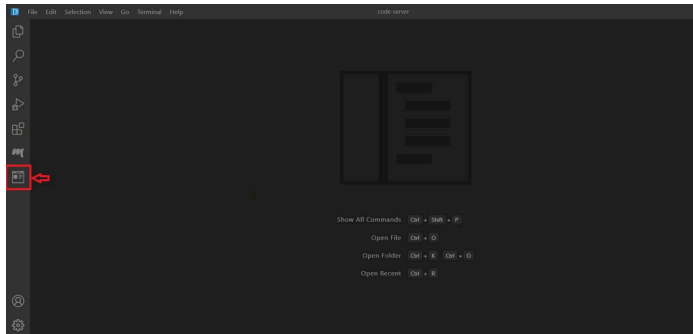 File Edit Selection View Go Terminal Help code-server
Show All Commands Ctrl + Shift + P
Open File Ctrl + O
Open Folder Ctrl + K Ctrl + O
Open Recent Ctrl + R